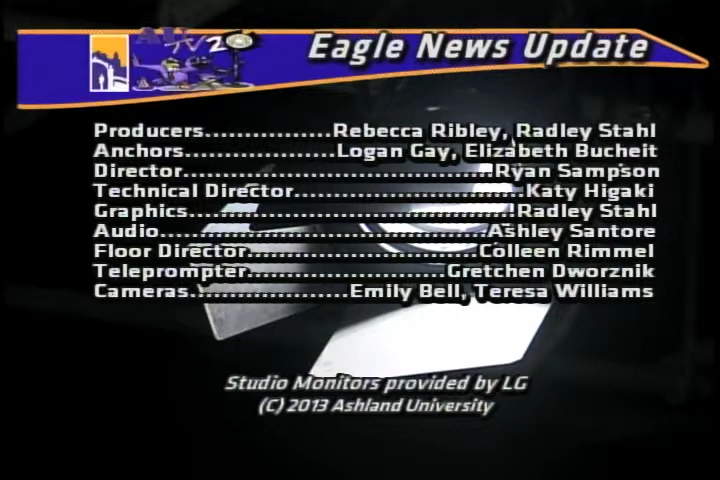 AU
TV20
Eagle News Update
Producers................Rebecca Ribley, Radley Stahl
Anchors...................Logan Gay, Elizabeth Bucheit
Director.......................................Ryan Sampson
Technical Director.............................Katy Higaki
Graphics.........................................Radley Stahl
Audio.........................................Ashley Santore
Floor Director.............................Colleen Rimmel
Teleprompter.........................Gretchen Dworznik
Cameras....................Emily Bell, Teresa Williams
Studio Monitors provided by LG
(C) 2013 Ashland University